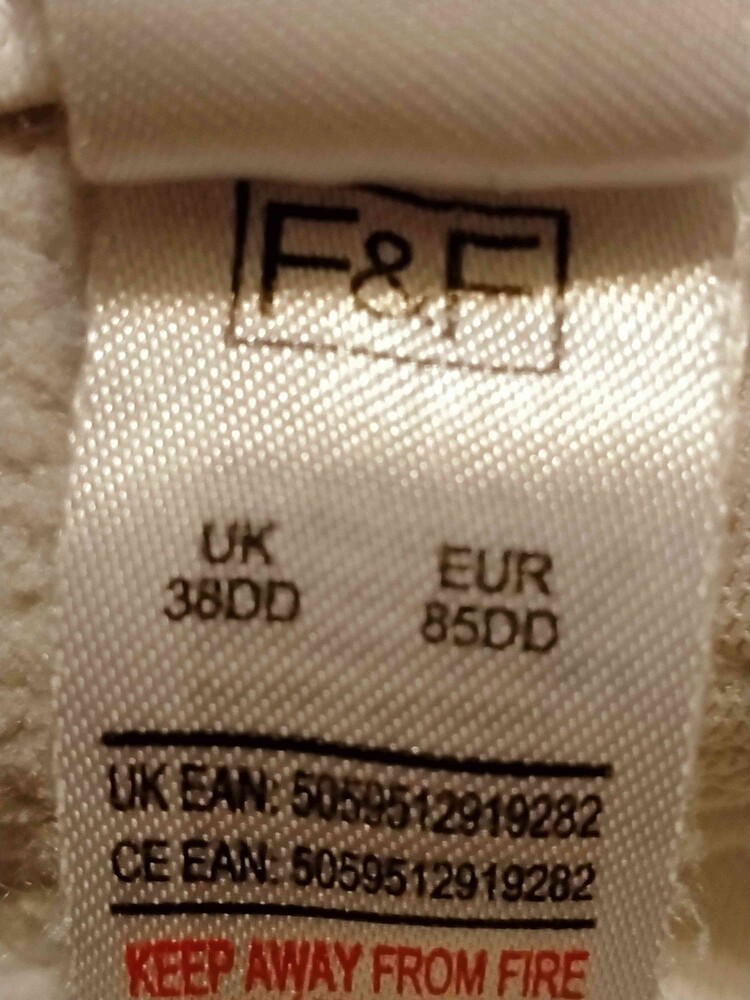 F&F
UK EUR
38DD 85DD
UK EAN: 5059512919282
CE EAN: 5059512919282
KEEP AWAY FROM FIRE